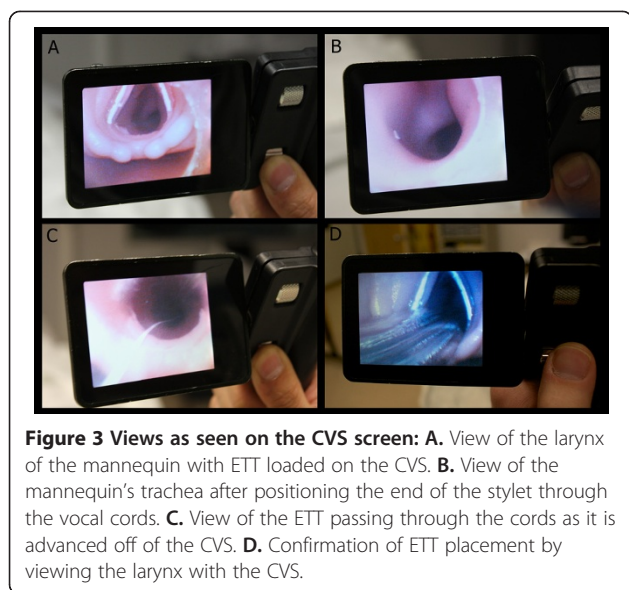 A
B
C
D
Figure 3 Views as seen on the CVS screen: A. View of the larynx
of the mannequin with ETT loaded on the CVS. B. View of the
mannequin's trachea after positioning the end of the stylet through
the vocal cords. C. View of the ETT passing through the cords as it is
advanced off of the CVS. D. Confirmation of ETT placement by
viewing the larynx with the CVS.